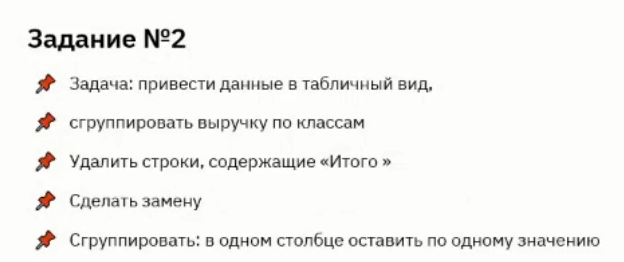 Задание №2
Задача: привести данные в табличный вид,
сгруппировать выручку по классам
Удалить строки, содержащие «Итого »
Сделать замену
Сгруппировать: в одном столбце оставить по одному значению